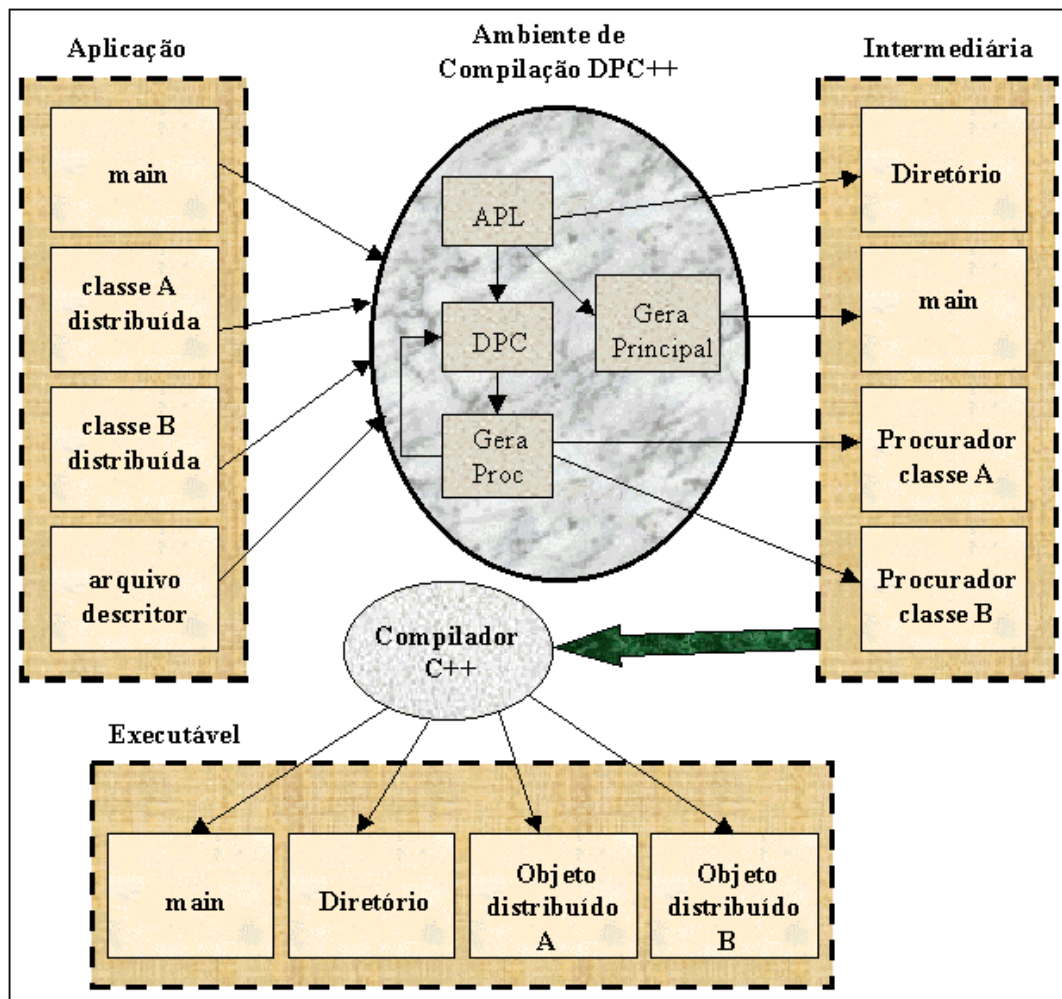 Aplicação
main
classe A
distribuída
classe B
distribuída
arquivo
descritor
Ambiente de
Compilação DPC++
APL
DPC
Gera
Principal
Gera
Proc
Intermediária
Diretório
main
Procurador
classe A
Procurador
classe B
Compilador
C++
Executável
main
Diretório
Objeto
distribuído
A
Objeto
distribuído
B